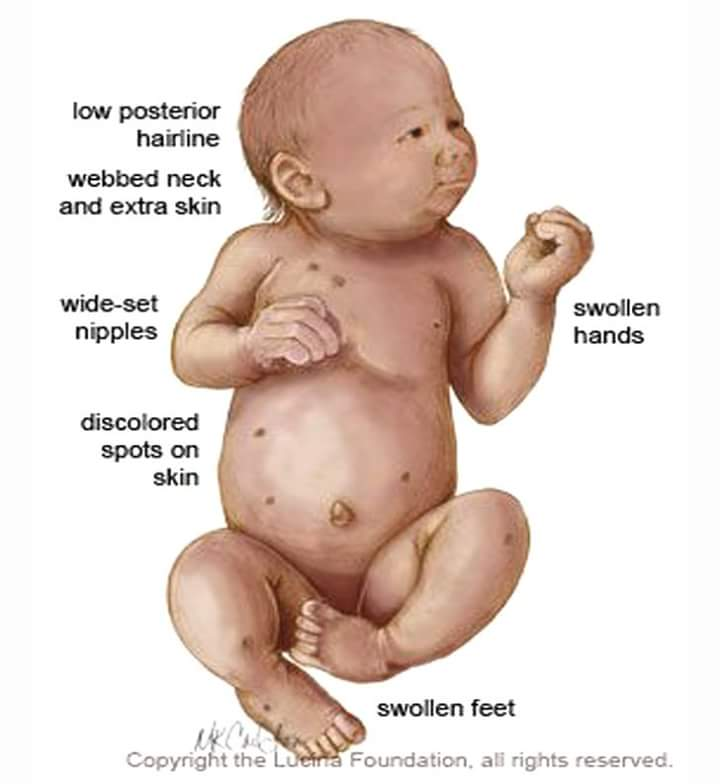 low posterior
hairline
webbed neck
and extra skin
wide-set
nipples
swollen
hands
discolored
spots on
skin
swollen feet
Copyright the Lucina Foundation, all rights reserved.